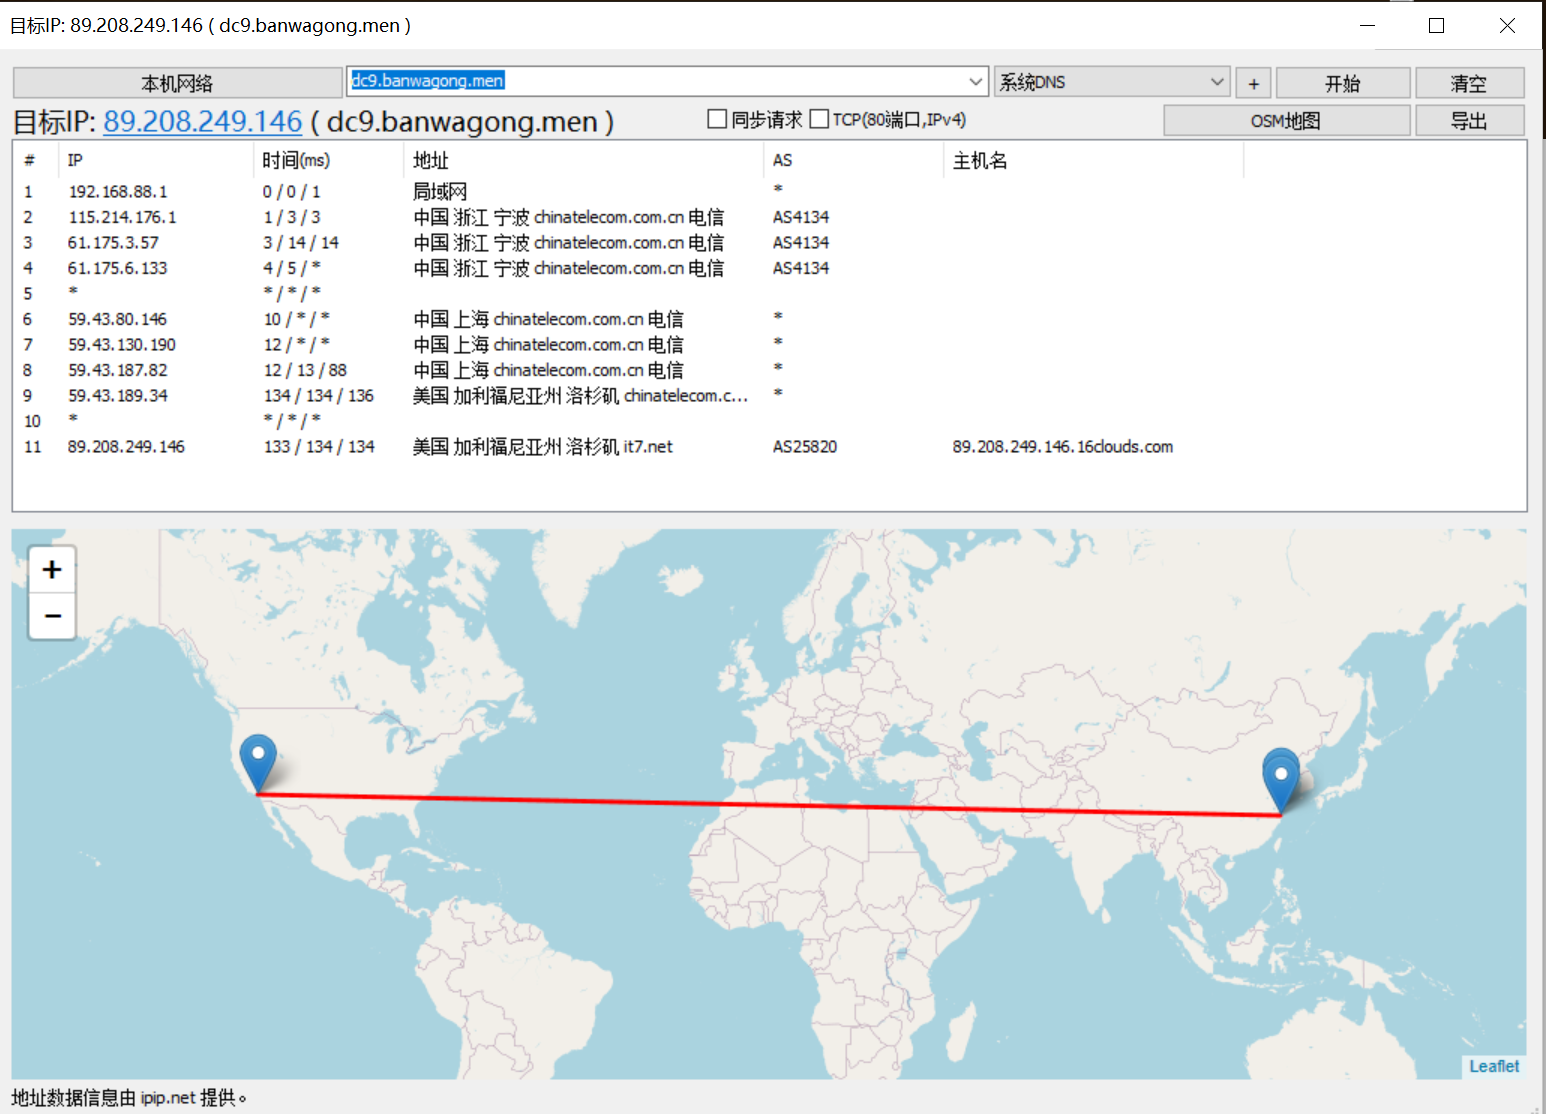 目标IP: 89.208.249.146 ( dc9.banwagong.men )
本机网络 dc9.banwagong.men 系统DNS + 开始 清空
目标IP: 89.208.249.146 ( dc9.banwagong.men ) 同步请求 TCP(80端口,IPv4) OSM地图 导出
# IP 时间(ms) 地址 AS 主机名
1 192.168.88.1 0 / 0 / 1 局域网 *
2 115.214.176.1 1 / 3 / 3 中国 浙江 宁波 chinatelecom.com.cn 电信 AS4134
3 61.175.3.57 3 / 14 / 14 中国 浙江 宁波 chinatelecom.com.cn 电信 AS4134
4 61.175.6.133 4 / 5 / * 中国 浙江 宁波 chinatelecom.com.cn 电信 AS4134
5 * * / * / *
6 59.43.80.146 10 / * / * 中国 上海 chinatelecom.com.cn 电信 *
7 59.43.130.190 12 / * / * 中国 上海 chinatelecom.com.cn 电信 *
8 59.43.187.82 12 / 13 / 88 中国 上海 chinatelecom.com.cn 电信 *
9 59.43.189.34 134 / 134 / 136 美国 加利福尼亚州 洛杉矶 chinatelecom.c... *
10 * * / * / *
11 89.208.249.146 133 / 134 / 134 美国 加利福尼亚州 洛杉矶 it7.net AS25820 89.208.249.146.16clouds.com
+
−
Leaflet
地址数据信息由 ipip.net 提供。